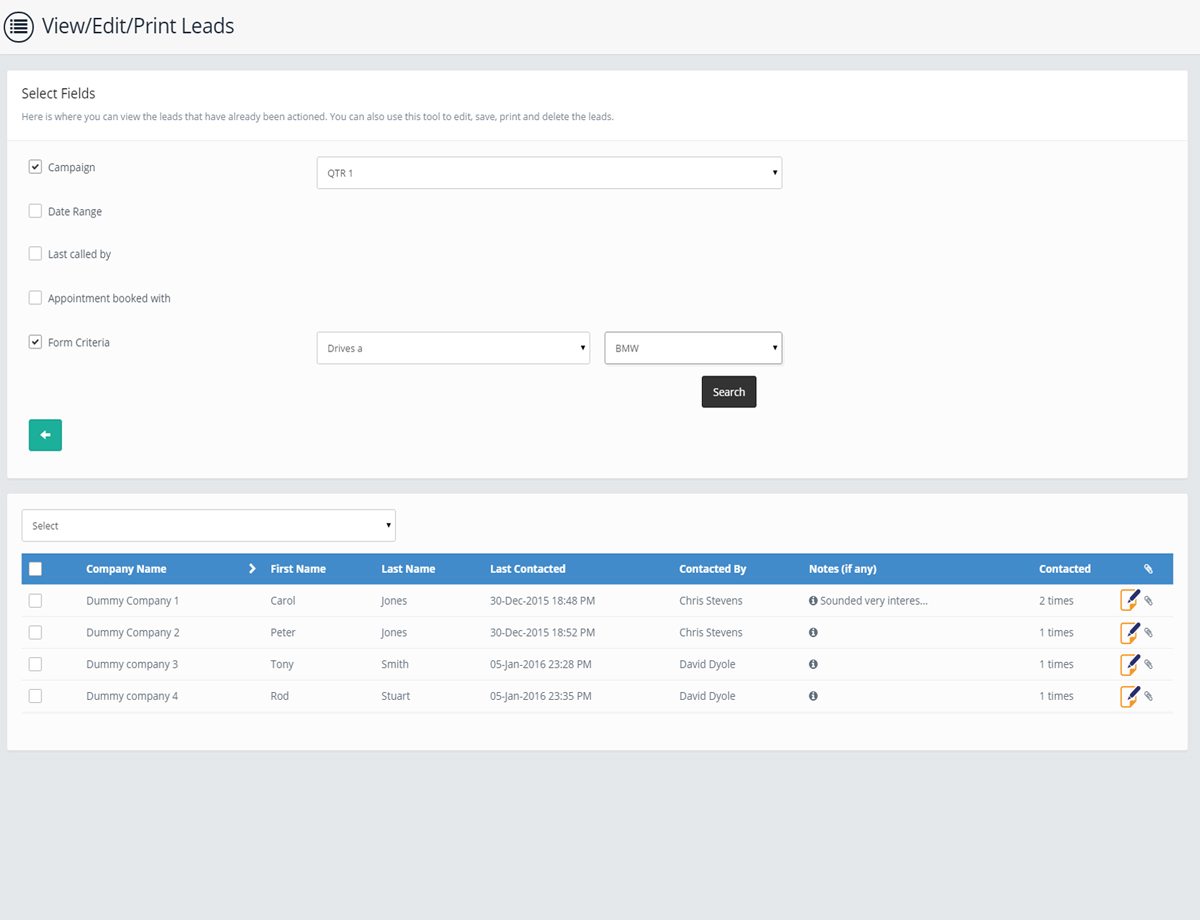 View/Edit/Print Leads
Select Fields
Here is where you can view the leads that have already been actioned. You can also use this tool to edit, save, print and delete the leads.
Campaign QTR 1
Date Range
Last called by
Appointment booked with
Form Criteria Drives a BMW
Search
Select
Company Name First Name Last Name Last Contacted Contacted By Notes (if any) Contacted
Dummy Company 1 Carol Jones 30-Dec-2015 18:48 PM Chris Stevens Sounded very interes... 2 times
Dummy Company 2 Peter Jones 30-Dec-2015 18:52 PM Chris Stevens 1 times
Dummy company 3 Tony Smith 05-Jan-2016 23:28 PM David Dyole 1 times
Dummy company 4 Rod Stuart 05-Jan-2016 23:35 PM David Dyole 1 times